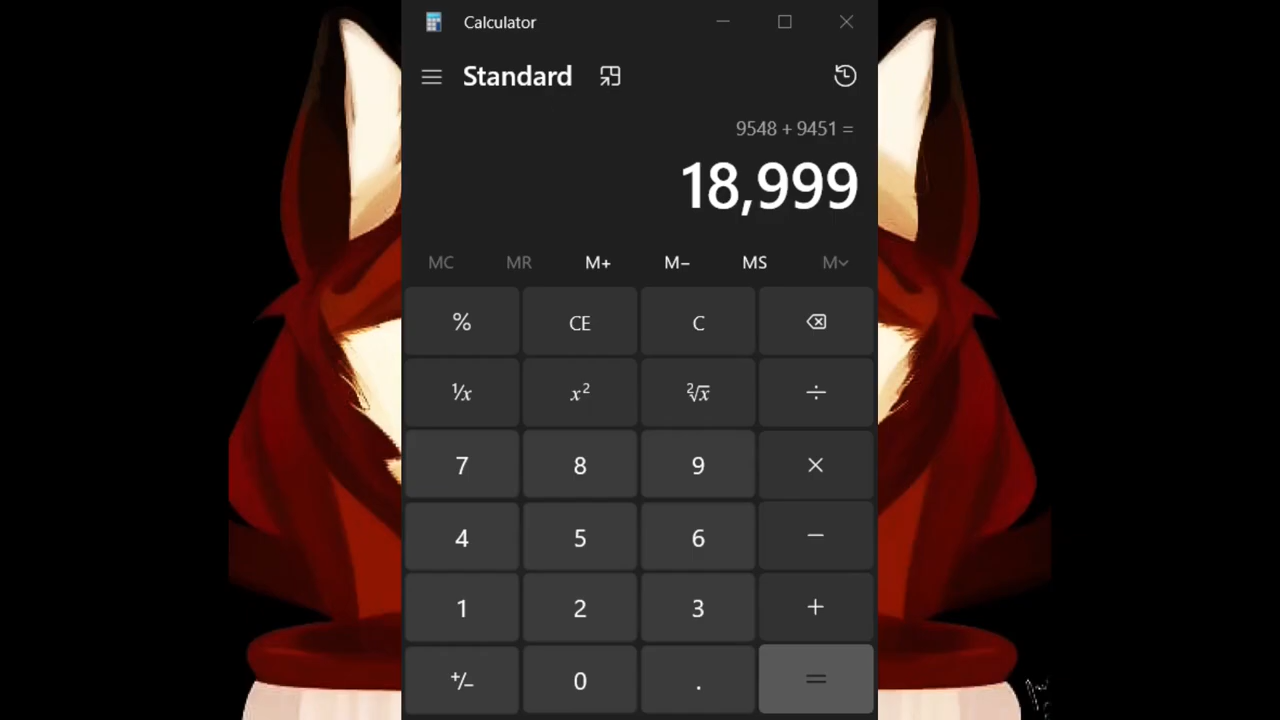 Calculator
Standard
9548 + 9451 =
18,999
MC MR M+ M− MS M
% CE C
⅟x x² ²√x ÷
7 8 9 ×
4 5 6 −
1 2 3 +
+/− 0 . =